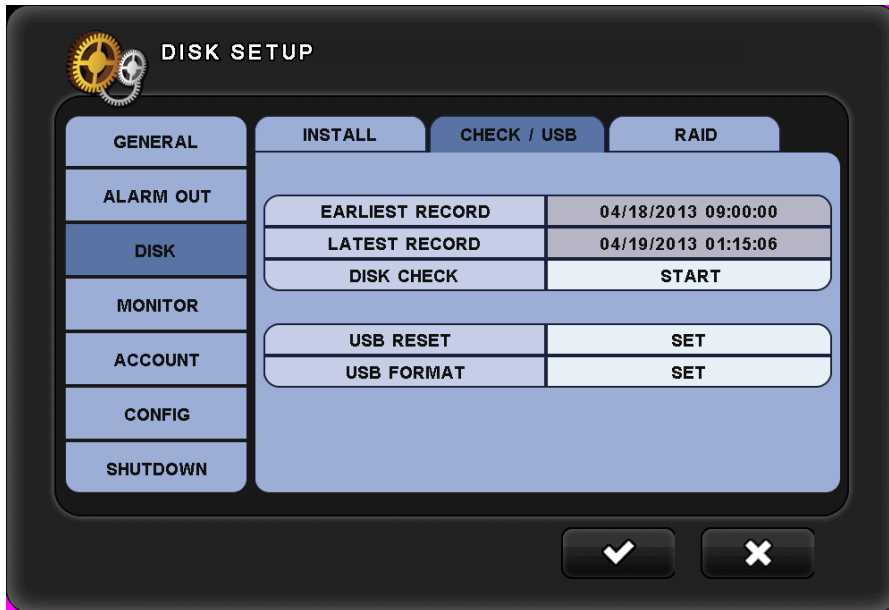 DISK SETUP
INSTALL CHECK / USB RAID
GENERAL
ALARM OUT
DISK
MONITOR
ACCOUNT
CONFIG
SHUTDOWN
EARLIEST RECORD 04/18/2013 09:00:00
LATEST RECORD 04/19/2013 01:15:06
DISK CHECK START
USB RESET SET
USB FORMAT SET